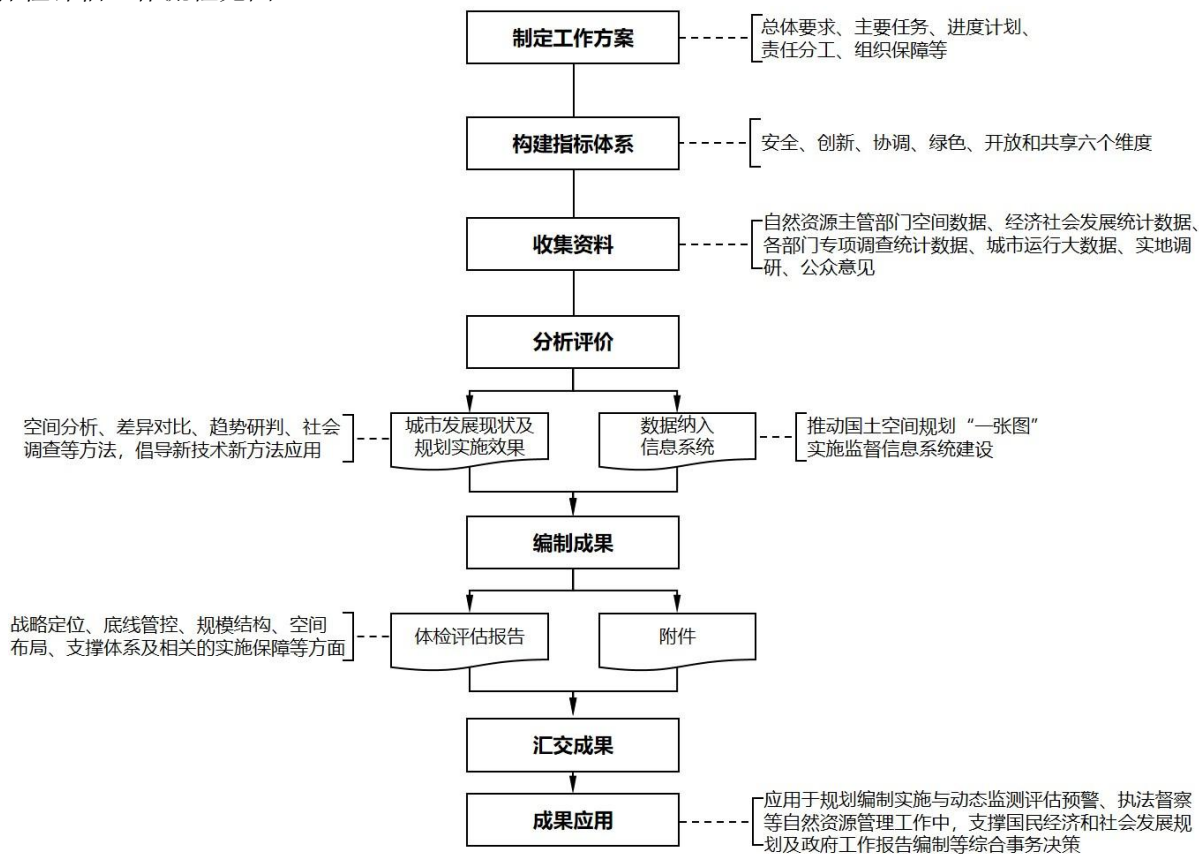 制定工作方案
总体要求、主要任务、进度计划、
责任分工、组织保障等
构建指标体系
安全、创新、协调、绿色、开放和共享六个维度
收集资料
自然资源主管部门空间数据、经济社会发展统计数据、
各部门专项调查统计数据、城市运行大数据、实地调
研、公众意见
分析评价
空间分析、差异对比、趋势研判、社会
调查等方法，倡导新技术新方法应用
城市发展现状及
规划实施效果
数据纳入
信息系统
推动国土空间规划“一张图”
实施监督信息系统建设
编制成果
战略定位、底线管控、规模结构、空间
布局、支撑体系及相关的实施保障等方面
体检评估报告
附件
汇交成果
成果应用
应用于规划编制实施与动态监测评估预警、执法督察
等自然资源管理工作中，支撑国民经济和社会发展规
划及政府工作报告编制等综合事务决策